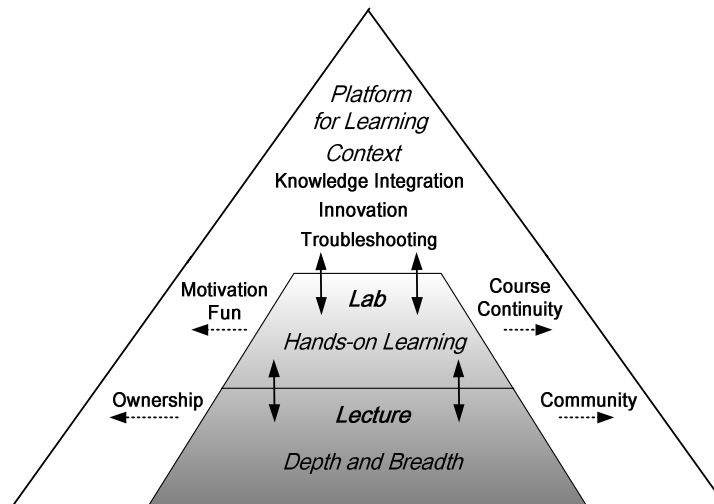 Platform
for Learning
Context
Knowledge Integration
Innovation
Troubleshooting
Motivation
Fun
Lab
Course
Continuity
Hands-on Learning
Ownership
Lecture
Community
Depth and Breadth